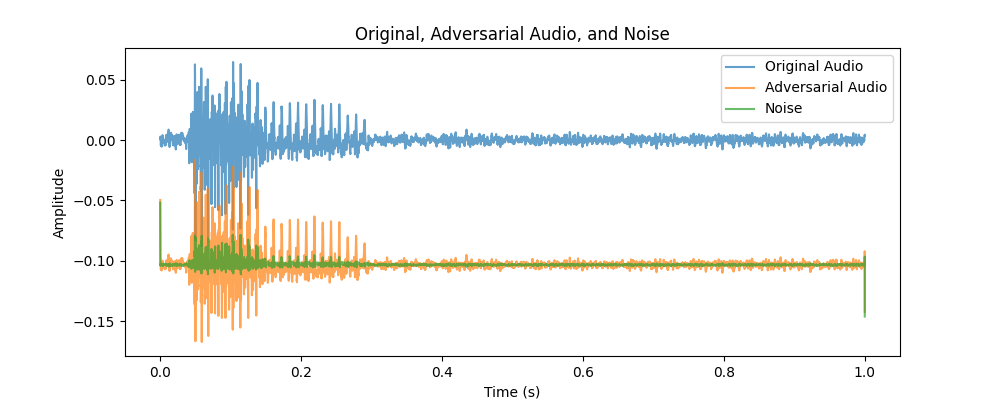 Original, Adversarial Audio, and Noise
Original Audio
Adversarial Audio
Noise
0.05
0.00
−0.05
−0.10
−0.15
Amplitude
0.0 0.2 0.4 0.6 0.8 1.0
Time (s)